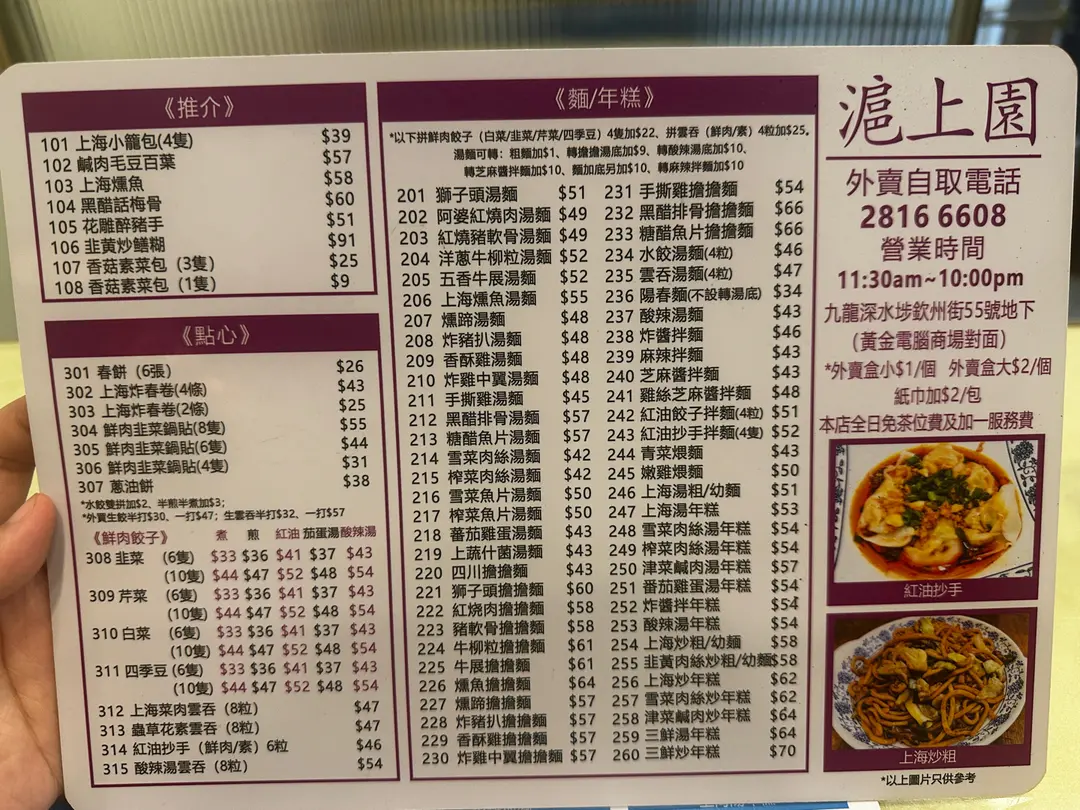 《推介》
101 上海小籠包(4隻) $39
102 鹹肉毛豆百葉 $57
103 上海燻魚 $58
104 黑醋話梅骨 $60
105 花雕醉豬手 $51
106 韭黄炒鱔糊 $91
107 香菇素菜包 (3隻) $25
108 香菇素菜包 (1隻) $9
《點心》
301 春餅 (6張) $26
302 上海炸春卷(4條) $43
303 上海炸春卷(2條) $25
304 鮮肉韭菜鍋貼(8隻) $55
305 鮮肉韭菜鍋貼(6隻) $44
306 鮮肉韭菜鍋貼(4隻) $31
307 蔥油餅 $38
*水餃雙拼加$2、半煎半煮加$3;
*外賣生餃半打$30、一打$47; 生雲吞半打$32、一打$57
《鮮肉餃子》 煮 煎 紅油 茄蛋湯 酸辣湯
308 韭菜 (6隻) $33 $36 $41 $37 $43
(10隻) $44 $47 $52 $48 $54
309 芹菜 (6隻) $33 $36 $41 $37 $43
(10隻) $44 $47 $52 $48 $54
310 白菜 (6隻) $33 $36 $41 $37 $43
(10隻) $44 $47 $52 $48 $54
311 四季豆 (6隻) $33 $36 $41 $37 $43
(10隻) $44 $47 $52 $48 $54
312 上海菜肉雲吞 (8粒) $47
313 蟲草花素雲吞 (8粒) $47
314 紅油抄手 (鮮肉/素) 6粒 $46
315 酸辣湯雲吞 (8粒) $54
《麵/年糕》
*以下拼鮮肉餃子 (白菜/韭菜/芹菜/四季豆) 4隻加$22、拼雲吞 (鮮肉/素) 4粒加$25。
湯麵可轉: 粗麵加$1、轉擔擔湯底加$9、轉酸辣湯底加$10、
轉芝麻醬拌麵加$10、麵加底另加$10、轉麻辣拌麵加$10
201 獅子頭湯麵 $51
202 阿婆紅燒肉湯麵 $49
203 紅燒豬軟骨湯麵 $49
204 洋蔥牛柳粒湯麵 $52
205 五香牛展湯麵 $52
206 上海燻魚湯麵 $55
207 燻蹄湯麵 $48
208 炸豬扒湯麵 $48
209 香酥雞湯麵 $48
210 炸雞中翼湯麵 $48
211 手撕雞湯麵 $45
212 黑醋排骨湯麵 $57
213 糖醋魚片湯麵 $57
214 雪菜肉絲湯麵 $42
215 榨菜肉絲湯麵 $42
216 雪菜魚片湯麵 $50
217 榨菜魚片湯麵 $50
218 番茄雞蛋湯麵 $43
219 上蔬什菌湯麵 $43
220 四川擔擔麵 $43
221 獅子頭擔擔麵 $60
222 紅烧肉擔擔麵 $58
223 豬軟骨擔擔麵 $58
224 牛柳粒擔擔麵 $61
225 牛展擔擔麵 $61
226 燻魚擔擔麵 $64
227 燻蹄擔擔麵 $57
228 炸豬扒擔擔麵 $57
229 香酥雞擔擔麵 $57
230 炸雞中翼擔擔麵 $57
231 手撕雞擔擔麵 $54
232 黑醋排骨擔擔麵 $66
233 糖醋魚片擔擔麵 $66
234 水餃湯麵(4粒) $46
235 雲吞湯麵(4粒) $47
236 陽春麵(不設轉湯底) $34
237 酸辣湯麵 $43
238 炸醬拌麵 $46
239 麻辣拌麵 $43
240 芝麻醬拌麵 $43
241 雞絲芝麻醬拌麵 $48
242 紅油餃子拌麵(4粒) $51
243 紅油抄手拌麵(4隻) $52
244 青菜煨麵 $43
245 嫩雞煨麵 $50
246 上海湯粗/幼麵 $51
247 上海湯年糕 $53
248 雪菜肉絲湯年糕 $54
249 榨菜肉絲湯年糕 $54
250 津菜鹹肉湯年糕 $57
251 番茄雞蛋湯年糕 $54
252 炸醬拌年糕 $54
253 酸辣湯年糕 $54
254 上海炒粗/幼麵 $58
255 韭黃肉絲炒粗/幼麵 $58
256 上海炒年糕 $62
257 雪菜肉絲炒年糕 $62
258 津菜鹹肉炒年糕 $64
259 三鮮湯年糕 $64
260 三鮮炒年糕 $70
滬上園
外賣自取電話
2816 6608
營業時間
11:30am~10:00pm
九龍深水埗欽州街55號地下
(黃金電腦商場對面)
*外賣盒小$1/個 外賣盒大$2/個
紙巾加$2/包
本店全日免茶位費及加一服務費
紅油抄手
上海炒粗
*以上圖片只供參考